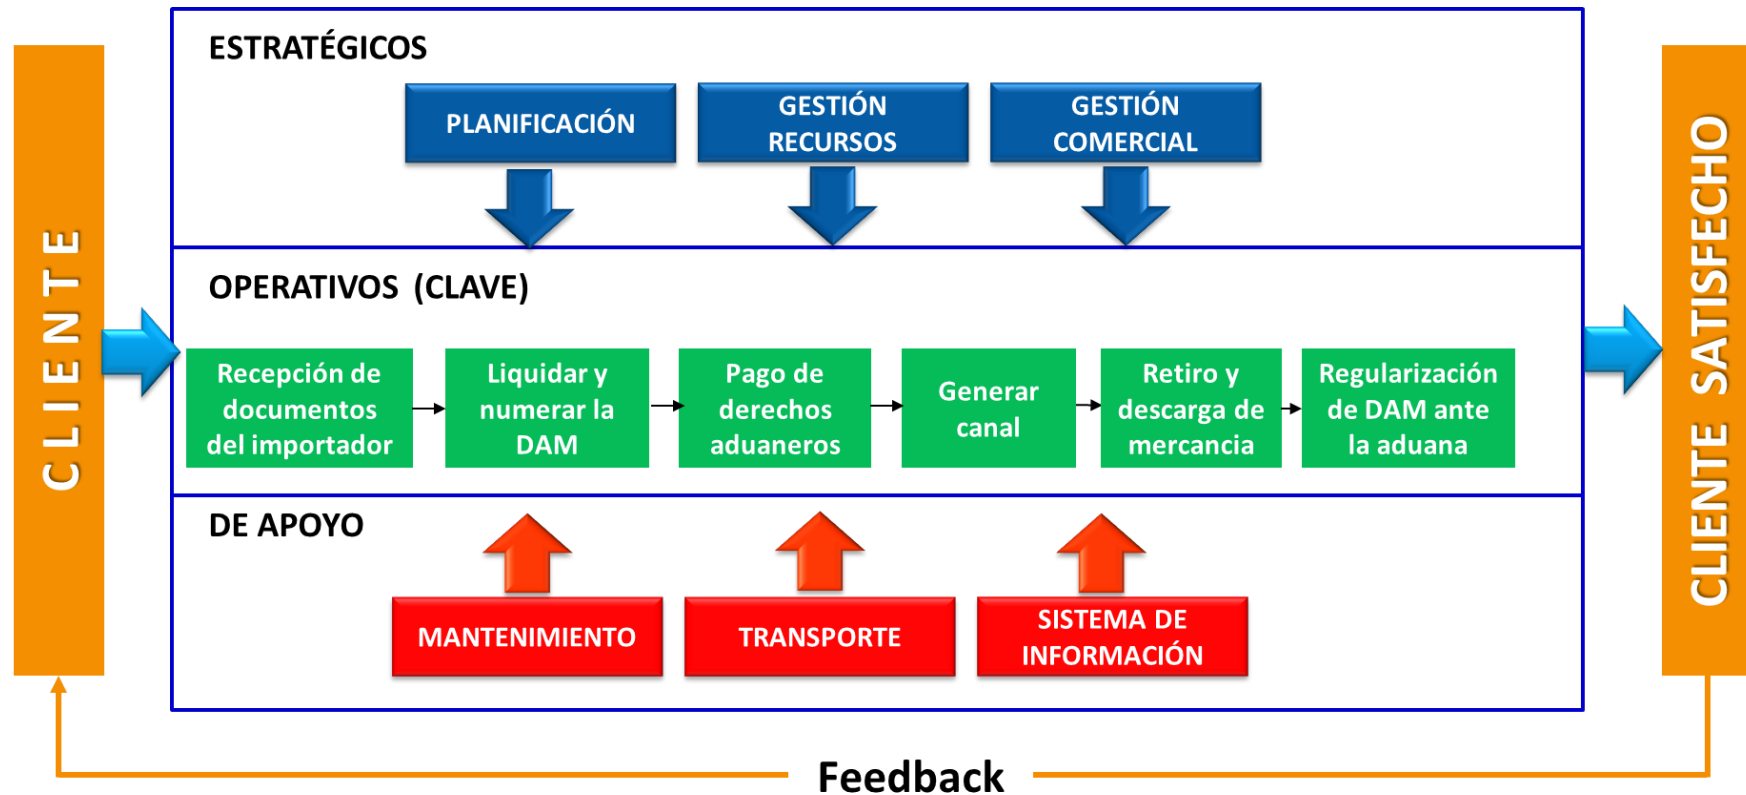 CLIENTE
ESTRATÉGICOS
PLANIFICACIÓN
GESTIÓN
RECURSOS
GESTIÓN
COMERCIAL
OPERATIVOS (CLAVE)
Recepción de
documentos
del importador
Liquidar y
numerar la
DAM
Pago de
derechos
aduaneros
Generar
canal
Retiro y
descarga de
mercancia
Regularización
de DAM ante
la aduana
DE APOYO
MANTENIMIENTO
TRANSPORTE
SISTEMA DE
INFORMACIÓN
CLIENTE SATISFECHO
Feedback